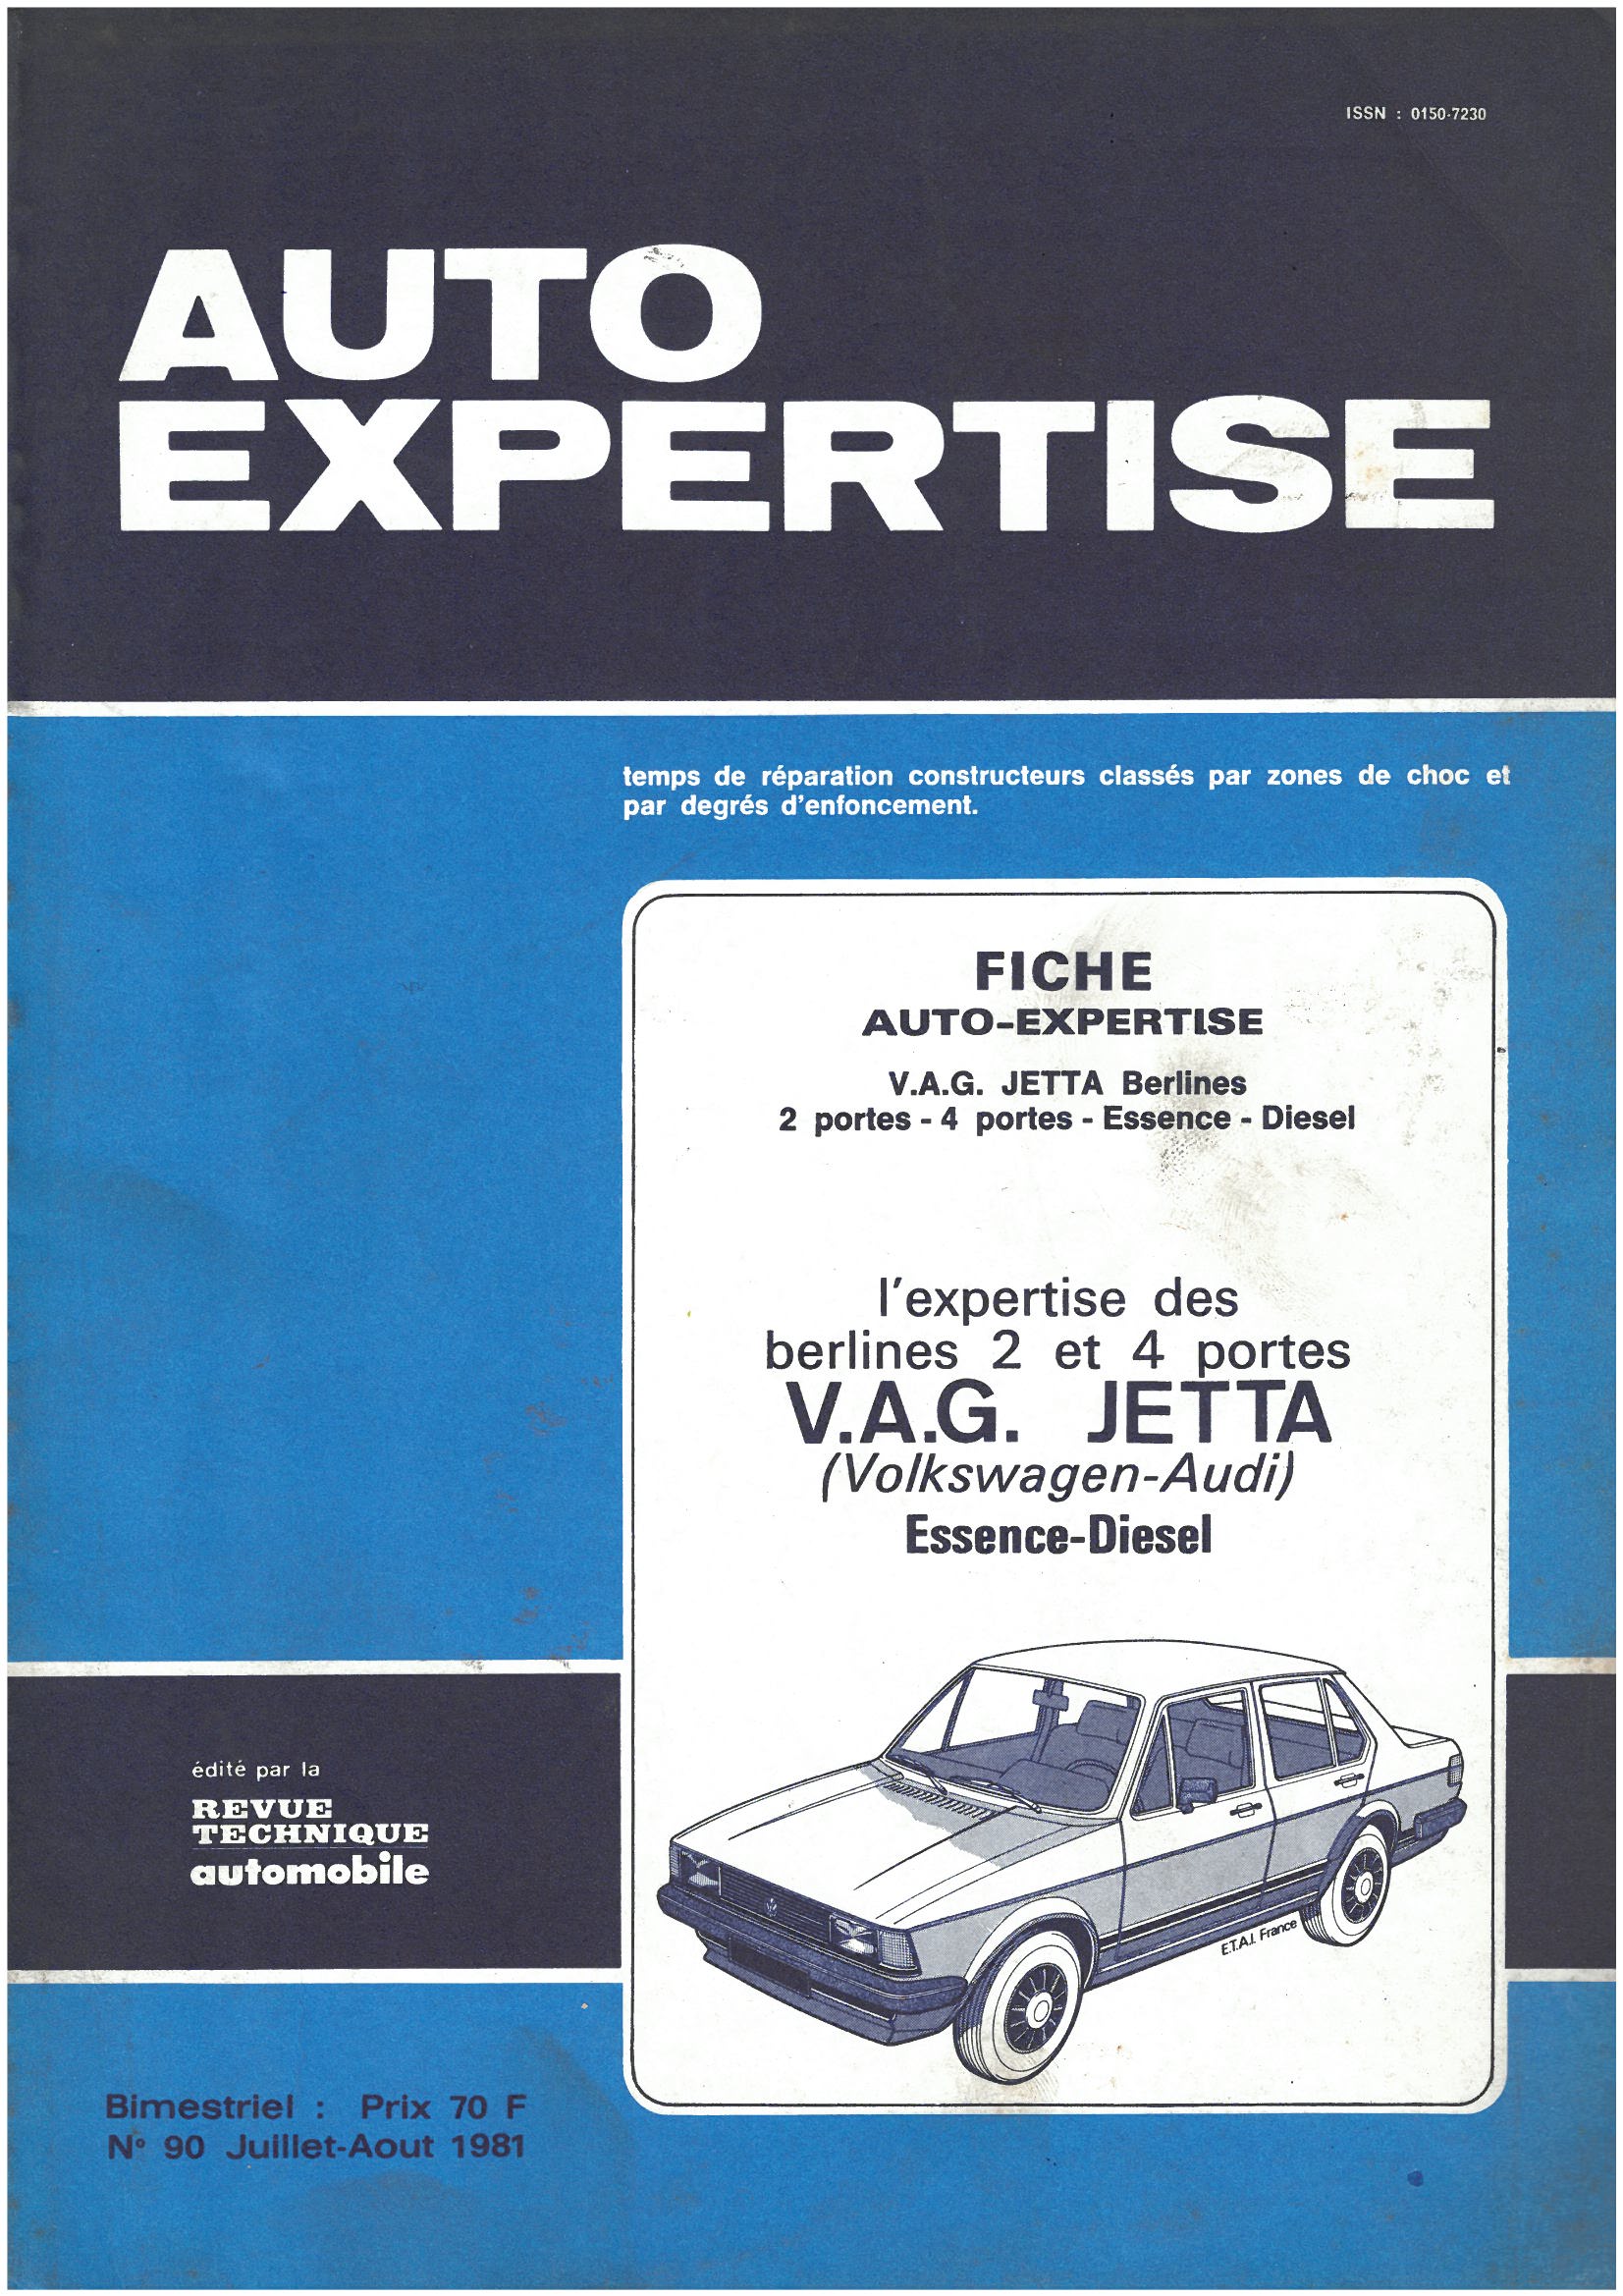 ISSN : 0150-7230
AUTO
EXPERTISE
temps de réparation constructeurs classés par zones de choc et
par degrés d'enfoncement.
FICHE
AUTO-EXPERTISE
V.A.G. JETTA Berlines
2 portes - 4 portes - Essence - Diesel
l'expertise des
berlines 2 et 4 portes
V.A.G. JETTA
(Volkswagen-Audi)
Essence-Diesel
E.T.A.I. France
édité par la
REVUE
TECHNIQUE
automobile
Bimestriel : Prix 70 F
N° 90 Juillet-Aout 1981